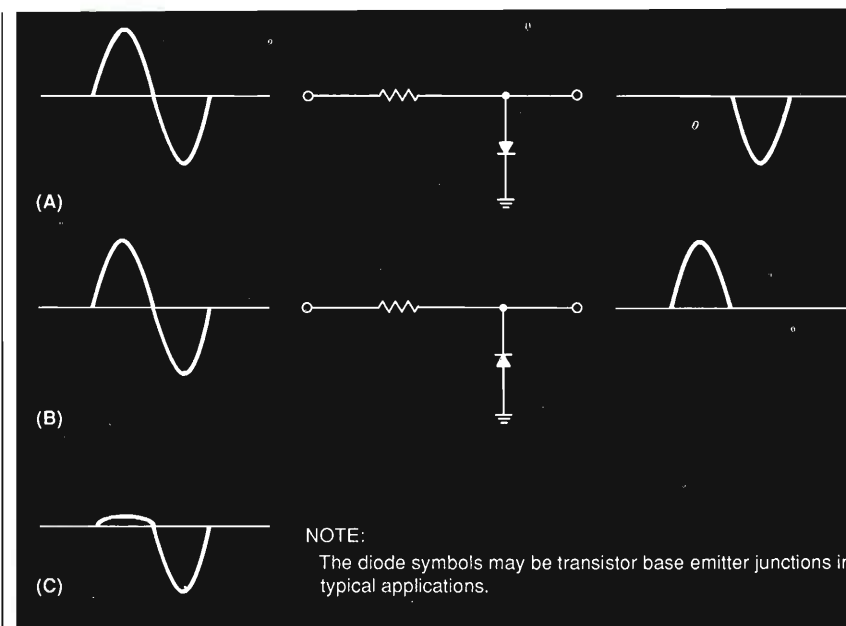 (A)
(B)
NOTE:
The diode symbols may be transistor base emitter junctions in
typical applications.
(C)